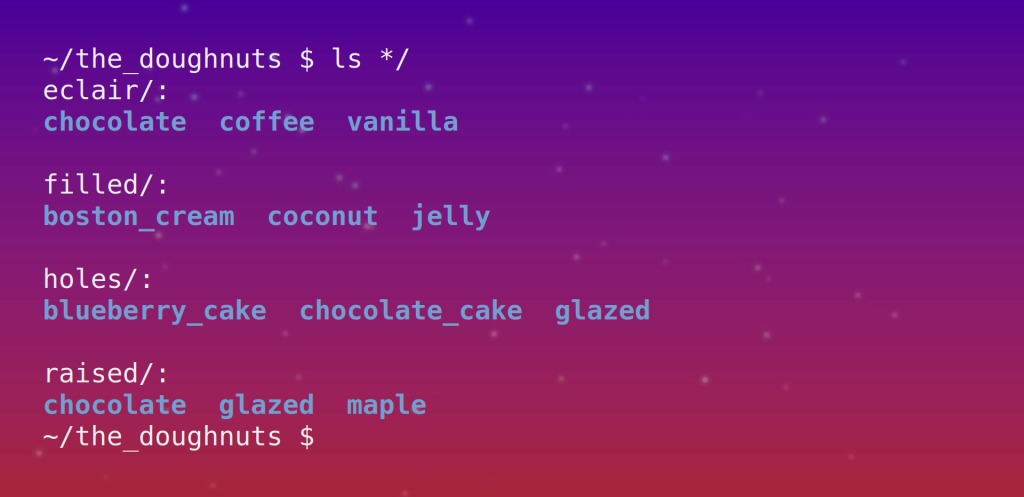 ~/the_doughnuts $ ls */
eclair/:
chocolate  coffee  vanilla

filled/:
boston_cream  coconut  jelly

holes/:
blueberry_cake  chocolate_cake  glazed

raised/:
chocolate  glazed  maple
~/the_doughnuts $